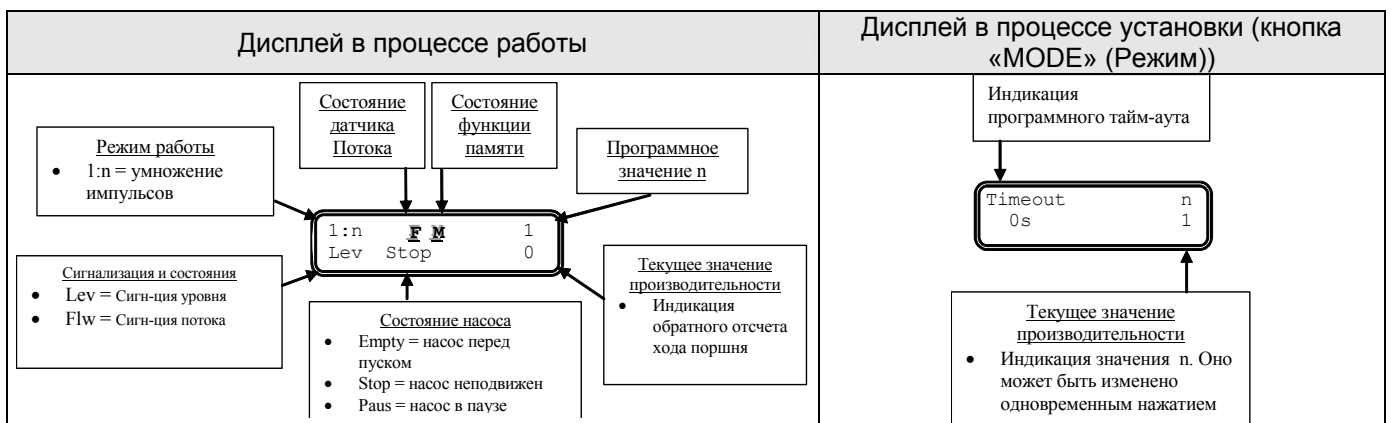 Дисплей в процессе работы
Дисплей в процессе установки (кнопка
«MODE» (Режим))
Режим работы
• 1:n = умножение
импульсов
Состояние
датчика
Потока
Состояние
функции
памяти
Программное
значение n
1:n F M 1
Lev Stop 0
Сигнализация и состояния
• Lev = Сигн-ция уровня
• Flw = Сигн-ция потока
Состояние насоса
• Empty = насос перед
пуском
• Stop = насос неподвижен
• Paus = насос в паузе
Текущее значение
производительности
• Индикация
обратного отсчета
хода поршня
Индикация
программного тайм-аута
Timeout n
0s 1
Текущее значение
производительности
• Индикация значения n. Оно
может быть изменено
одновременным нажатием